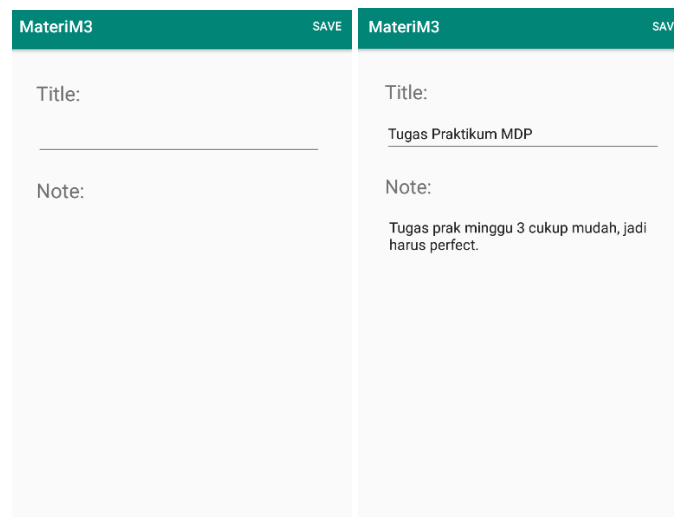 MateriM3 SAVE
Title:
Note:
MateriM3 SAV
Title:
Tugas Praktikum MDP
Note:
Tugas prak minggu 3 cukup mudah, jadi
harus perfect.